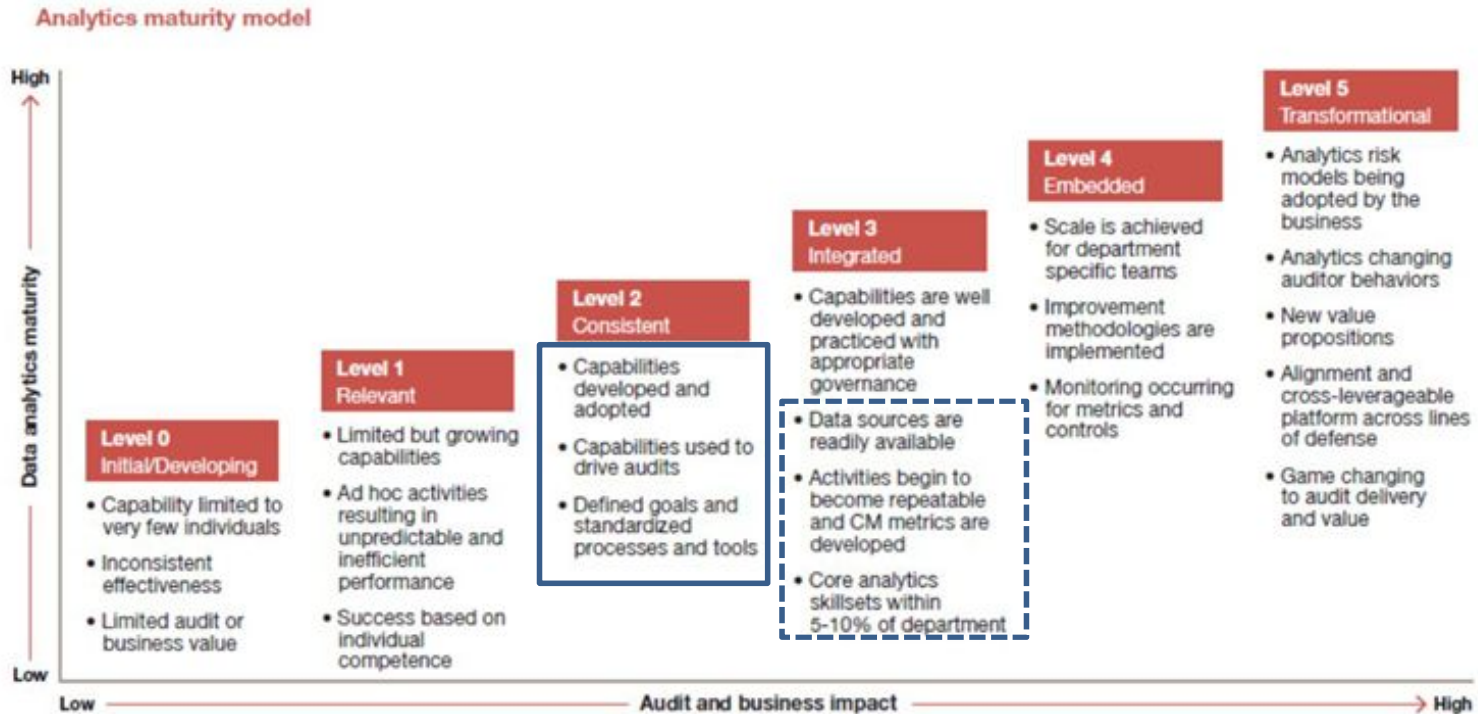 Analytics maturity model
High
Data analytics maturity
Low
Level 0
Initial/Developing
• Capability limited to
very few individuals
• Inconsistent
effectiveness
• Limited audit or
business value
Level 1
Relevant
• Limited but growing
capabilities
• Ad hoc activities
resulting in
unpredictable and
inefficient
performance
• Success based on
individual
competence
Level 2
Consistent
• Capabilities
developed and
adopted
• Capabilities used to
drive audits
• Defined goals and
standardized
processes and tools
Level 3
Integrated
• Capabilities are well
developed and
practiced with
appropriate
governance
• Data sources are
readily available
• Activities begin to
become repeatable
and CM metrics are
developed
• Core analytics
skillsets within
5-10% of department
Level 4
Embedded
• Scale is achieved
for department
specific teams
• Improvement
methodologies are
implemented
• Monitoring occurring
for metrics and
controls
Level 5
Transformational
• Analytics risk
models being
adopted by the
business
• Analytics changing
auditor behaviors
• New value
propositions
• Alignment and
cross-leverageable
platform across lines
of defense
• Game changing
to audit delivery
and value
Low
Audit and business impact
High